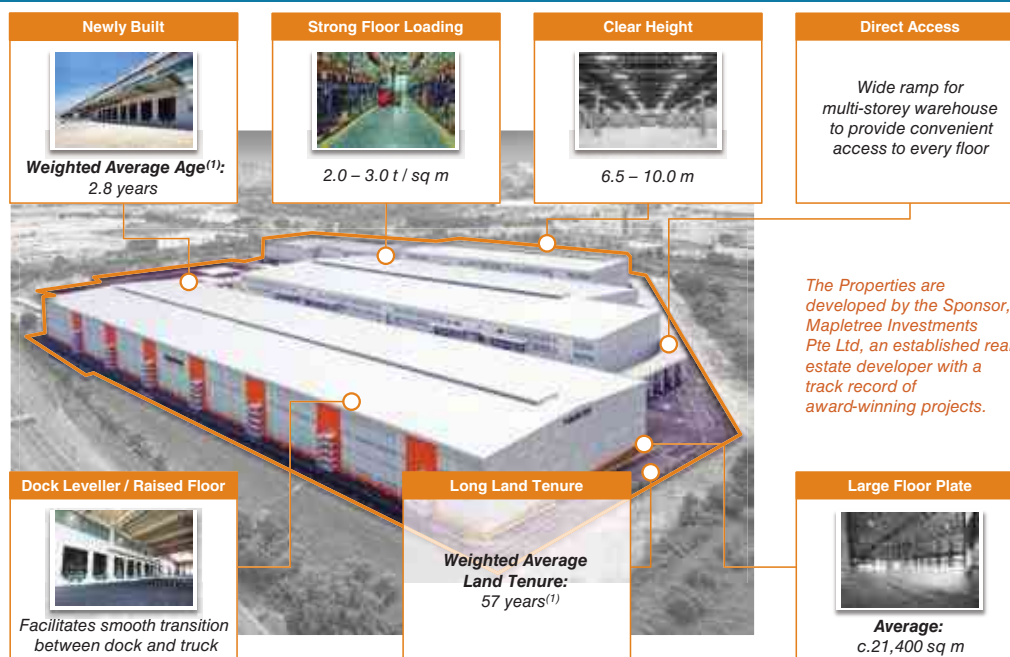 Newly Built
Weighted Average Age(1):
2.8 years
Strong Floor Loading
2.0 – 3.0 t / sq m
Clear Height
6.5 – 10.0 m
Direct Access
Wide ramp for
multi-storey warehouse
to provide convenient
access to every floor
The Properties are
developed by the Sponsor,
Mapletree Investments
Pte Ltd, an established real
estate developer with a
track record of
award-winning projects.
Dock Leveller / Raised Floor
Facilitates smooth transition
between dock and truck
Long Land Tenure
Weighted Average
Land Tenure:
57 years(1)
Large Floor Plate
Average:
c.21,400 sq m